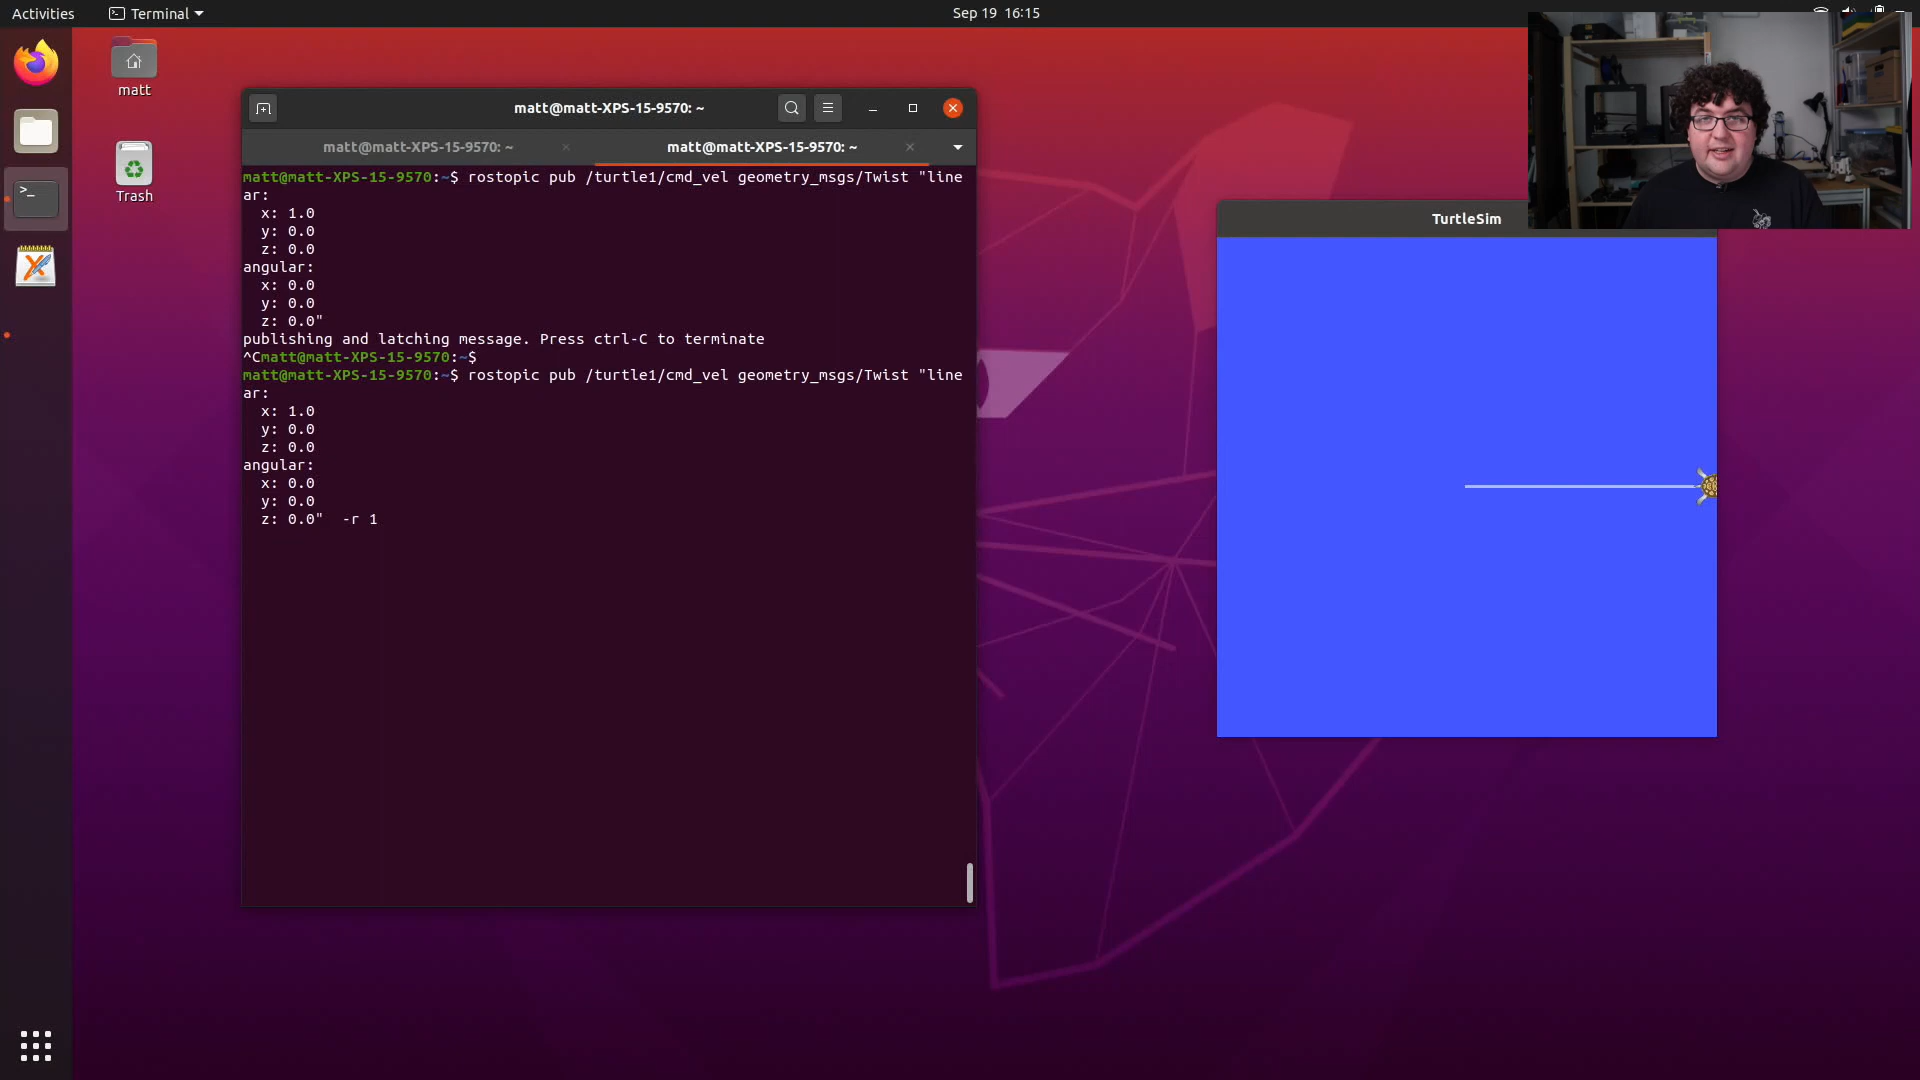 Activities
Terminal
Sep 19 16:15
matt
Trash
matt@matt-XPS-15-9570: ~
matt@matt-XPS-15-9570: ~
matt@matt-XPS-15-9570: ~
matt@matt-XPS-15-9570:~$ rostopic pub /turtle1/cmd_vel geometry_msgs/Twist "line
ar:
  x: 1.0
  y: 0.0
  z: 0.0
angular:
  x: 0.0
  y: 0.0
  z: 0.0"
publishing and latching message. Press ctrl-C to terminate
^Cmatt@matt-XPS-15-9570:~$
matt@matt-XPS-15-9570:~$ rostopic pub /turtle1/cmd_vel geometry_msgs/Twist "line
ar:
  x: 1.0
  y: 0.0
  z: 0.0
angular:
  x: 0.0
  y: 0.0
  z: 0.0"  -r 1
TurtleSim